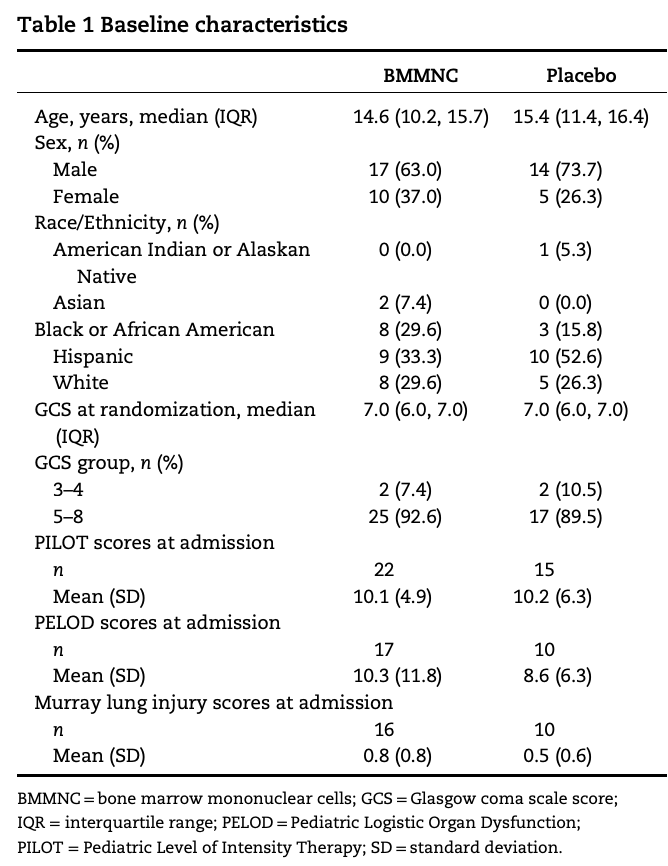 Table 1 Baseline characteristics
BMMNC Placebo
Age, years, median (IQR) 14.6 (10.2, 15.7) 15.4 (11.4, 16.4)
Sex, n (%)
Male 17 (63.0) 14 (73.7)
Female 10 (37.0) 5 (26.3)
Race/Ethnicity, n (%)
American Indian or Alaskan 0 (0.0) 1 (5.3)
Native
Asian 2 (7.4) 0 (0.0)
Black or African American 8 (29.6) 3 (15.8)
Hispanic 9 (33.3) 10 (52.6)
White 8 (29.6) 5 (26.3)
GCS at randomization, median 7.0 (6.0, 7.0) 7.0 (6.0, 7.0)
(IQR)
GCS group, n (%)
3–4 2 (7.4) 2 (10.5)
5–8 25 (92.6) 17 (89.5)
PILOT scores at admission
n 22 15
Mean (SD) 10.1 (4.9) 10.2 (6.3)
PELOD scores at admission
n 17 10
Mean (SD) 10.3 (11.8) 8.6 (6.3)
Murray lung injury scores at admission
n 16 10
Mean (SD) 0.8 (0.8) 0.5 (0.6)
BMMNC = bone marrow mononuclear cells; GCS = Glasgow coma scale score;
IQR = interquartile range; PELOD = Pediatric Logistic Organ Dysfunction;
PILOT = Pediatric Level of Intensity Therapy; SD = standard deviation.